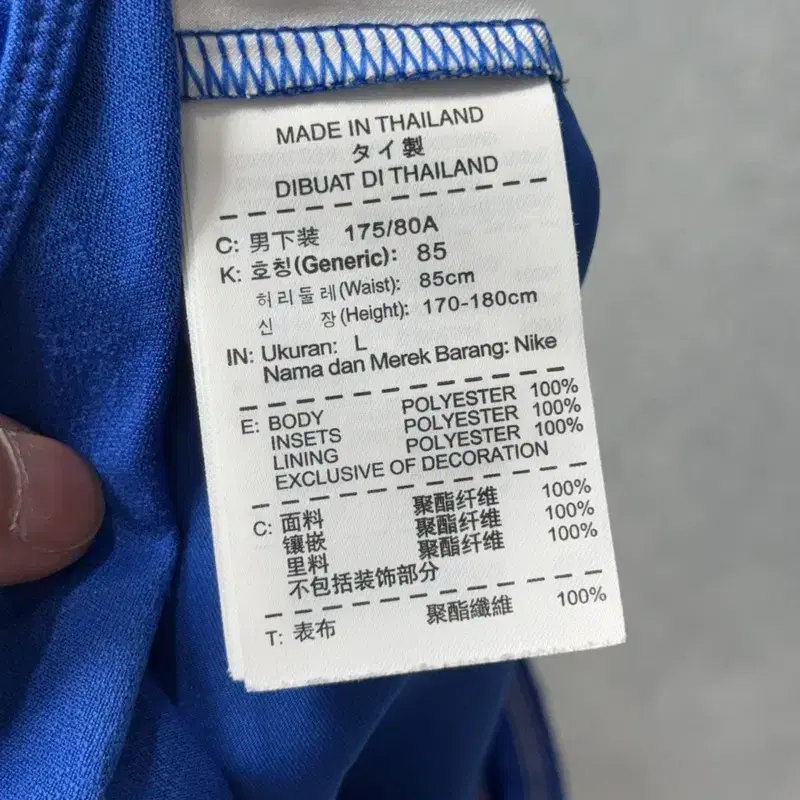 MADE IN THAILAND
タイ製
DIBUAT DI THAILAND
C: 男下装 175/80A
K: 호칭(Generic): 85
허리둘레(Waist): 85cm
신 장(Height): 170-180cm
IN: Ukuran: L
Nama dan Merek Barang: Nike
E: BODY POLYESTER 100%
INSETS POLYESTER 100%
LINING POLYESTER 100%
EXCLUSIVE OF DECORATION
C: 面料 聚酯纤维 100%
镶嵌 聚酯纤维 100%
里料 聚酯纤维 100%
不包括装饰部分
T: 表布 聚酯纖維 100%